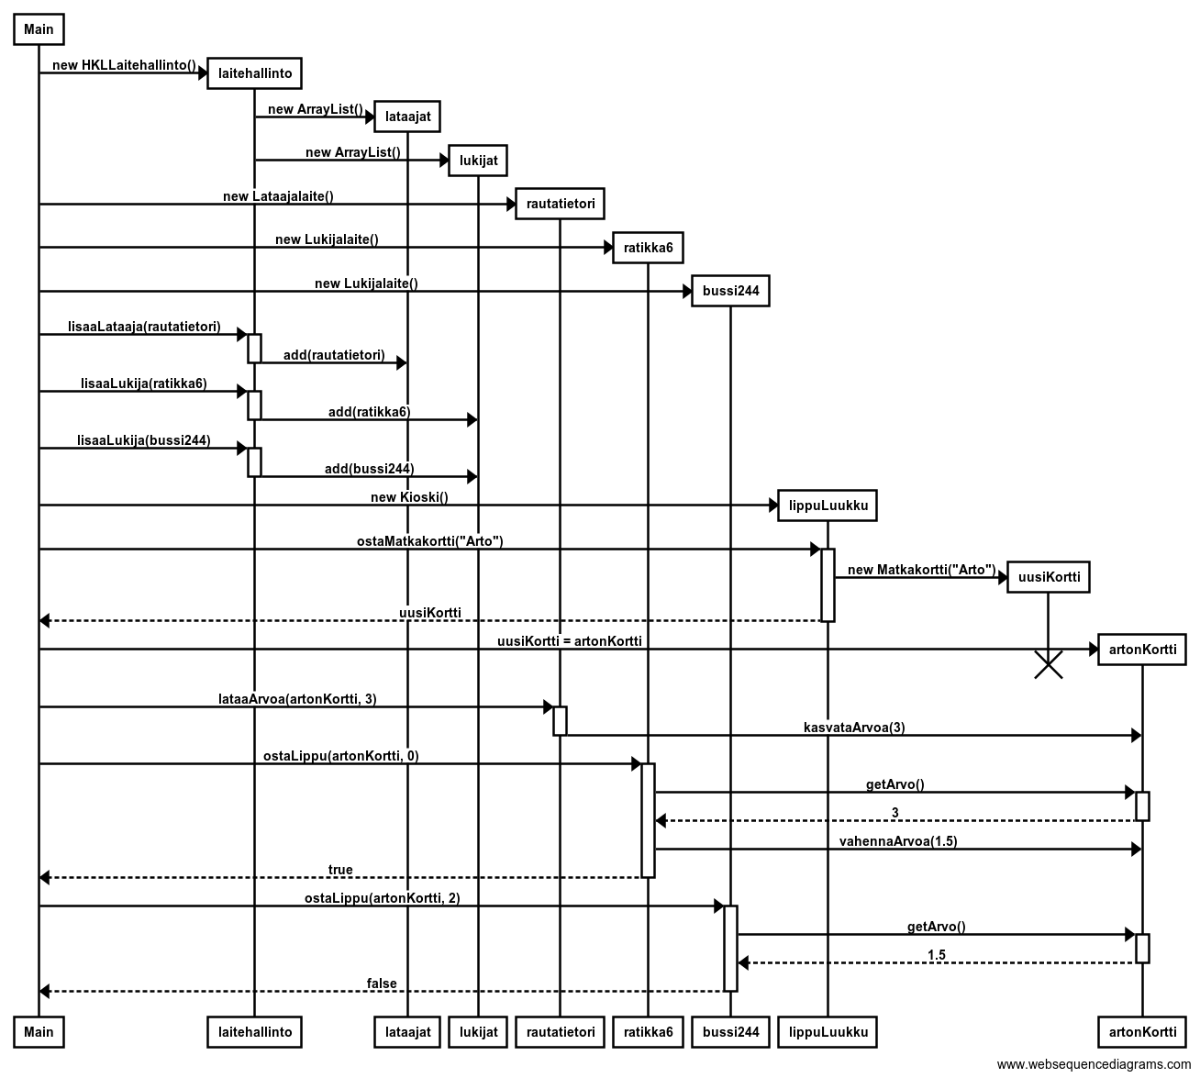 Main
new HKLLaitehallinto()
laitehallinto
new ArrayList()
lataajat
new ArrayList()
lukijat
new Lataajalaite()
rautatietori
new Lukijalaite()
ratikka6
new Lukijalaite()
bussi244
lisaaLataaja(rautatietori)
add(rautatietori)
lisaaLukija(ratikka6)
add(ratikka6)
lisaaLukija(bussi244)
add(bussi244)
new Kioski()
lippuLuukku
ostaMatkakortti("Arto")
new Matkakortti("Arto")
uusiKortti
uusiKortti
uusiKortti = artonKortti
artonKortti
lataaArvoa(artonKortti, 3)
kasvataArvoa(3)
ostaLippu(artonKortti, 0)
getArvo()
3
vahennaArvoa(1.5)
true
ostaLippu(artonKortti, 2)
getArvo()
1.5
false
Main laitehallinto lataajat lukijat rautatietori ratikka6 bussi244 lippuLuukku artonKortti
www.websequencediagrams.com